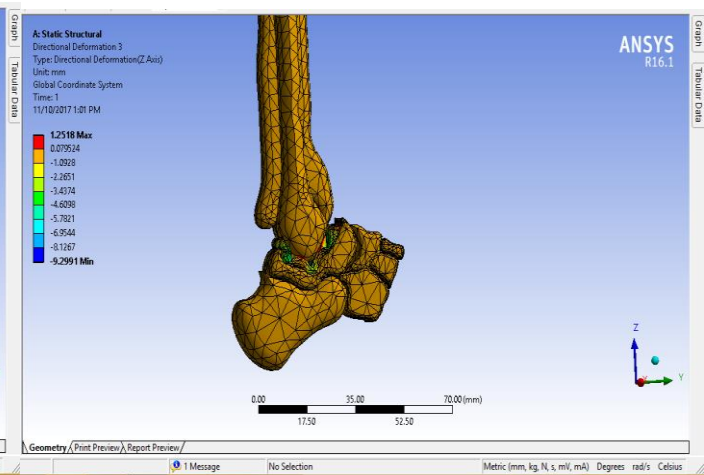 Graph
Tabular Data
A: Static Structural
Directional Deformation 3
Type: Directional Deformation(Z Axis)
Unit: mm
Global Coordinate System
Time: 1
11/10/2017 1:01 PM
1.2518 Max
0.079524
-1.0928
-2.2651
-3.4374
-4.6098
-5.7821
-6.9544
-8.1267
-9.2991 Min
ANSYS
R16.1
Graph
Tabular Data
Z
X
Y
0.00 35.00 70.00 (mm)
17.50 52.50
Geometry Print Preview Report Preview
1 Message No Selection Metric (mm, kg, N, s, mV, mA) Degrees rad/s Celsius